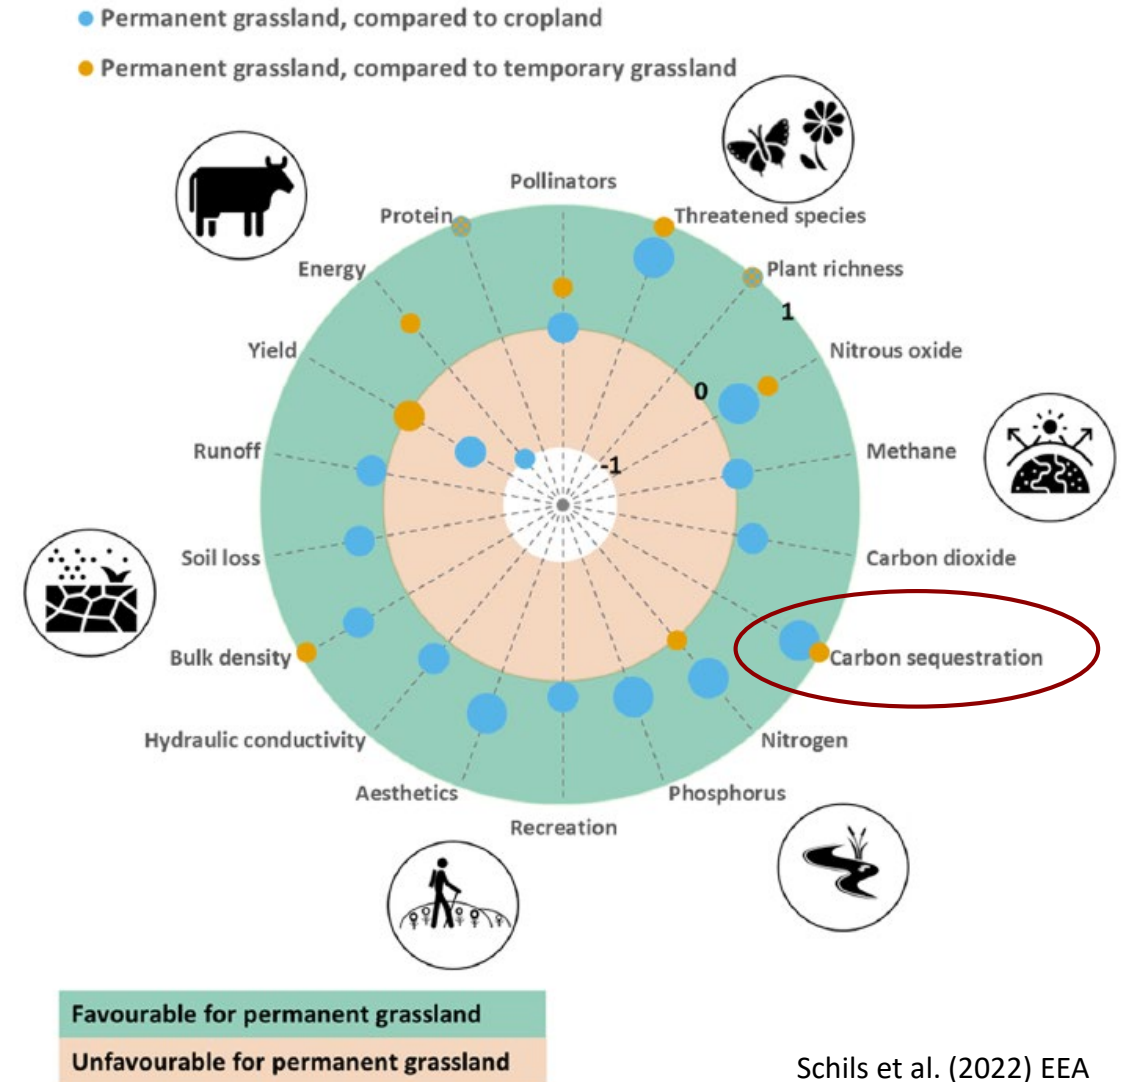 Permanent grassland, compared to cropland
Permanent grassland, compared to temporary grassland
Pollinators
Protein
Threatened species
Energy
Plant richness
1
Yield
Nitrous oxide
0
Runoff
Methane
-1
Soil loss
Carbon dioxide
Bulk density
Carbon sequestration
Hydraulic conductivity
Nitrogen
Aesthetics
Phosphorus
Recreation
Favourable for permanent grassland
Unfavourable for permanent grassland
Schils et al. (2022) EEA